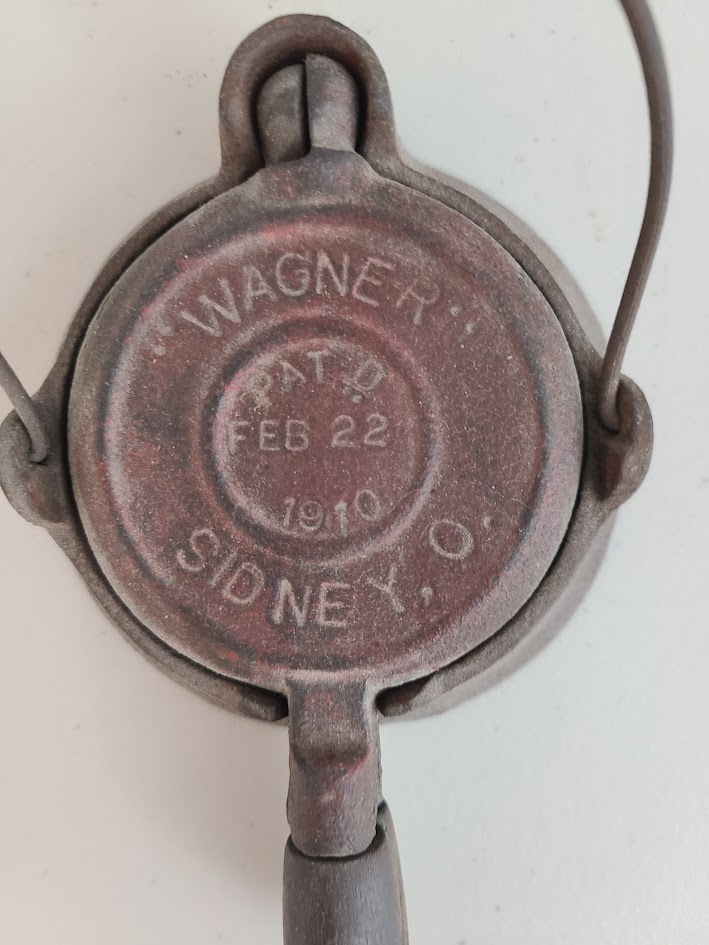 "WAGNER"
PAT'D
FEB 22
1910
SIDNEY, O.